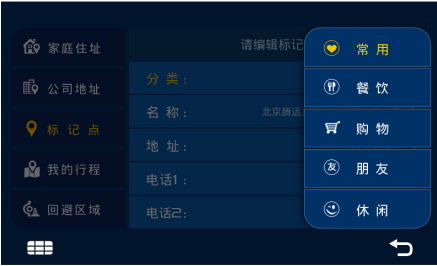 家庭住址
公司地址
标记点
我的行程
回避区域
请编辑标记
分类:
名称: 北京腾远
地址:
电话1:
电话2:
常用
餐饮
购物
友 朋友
休闲